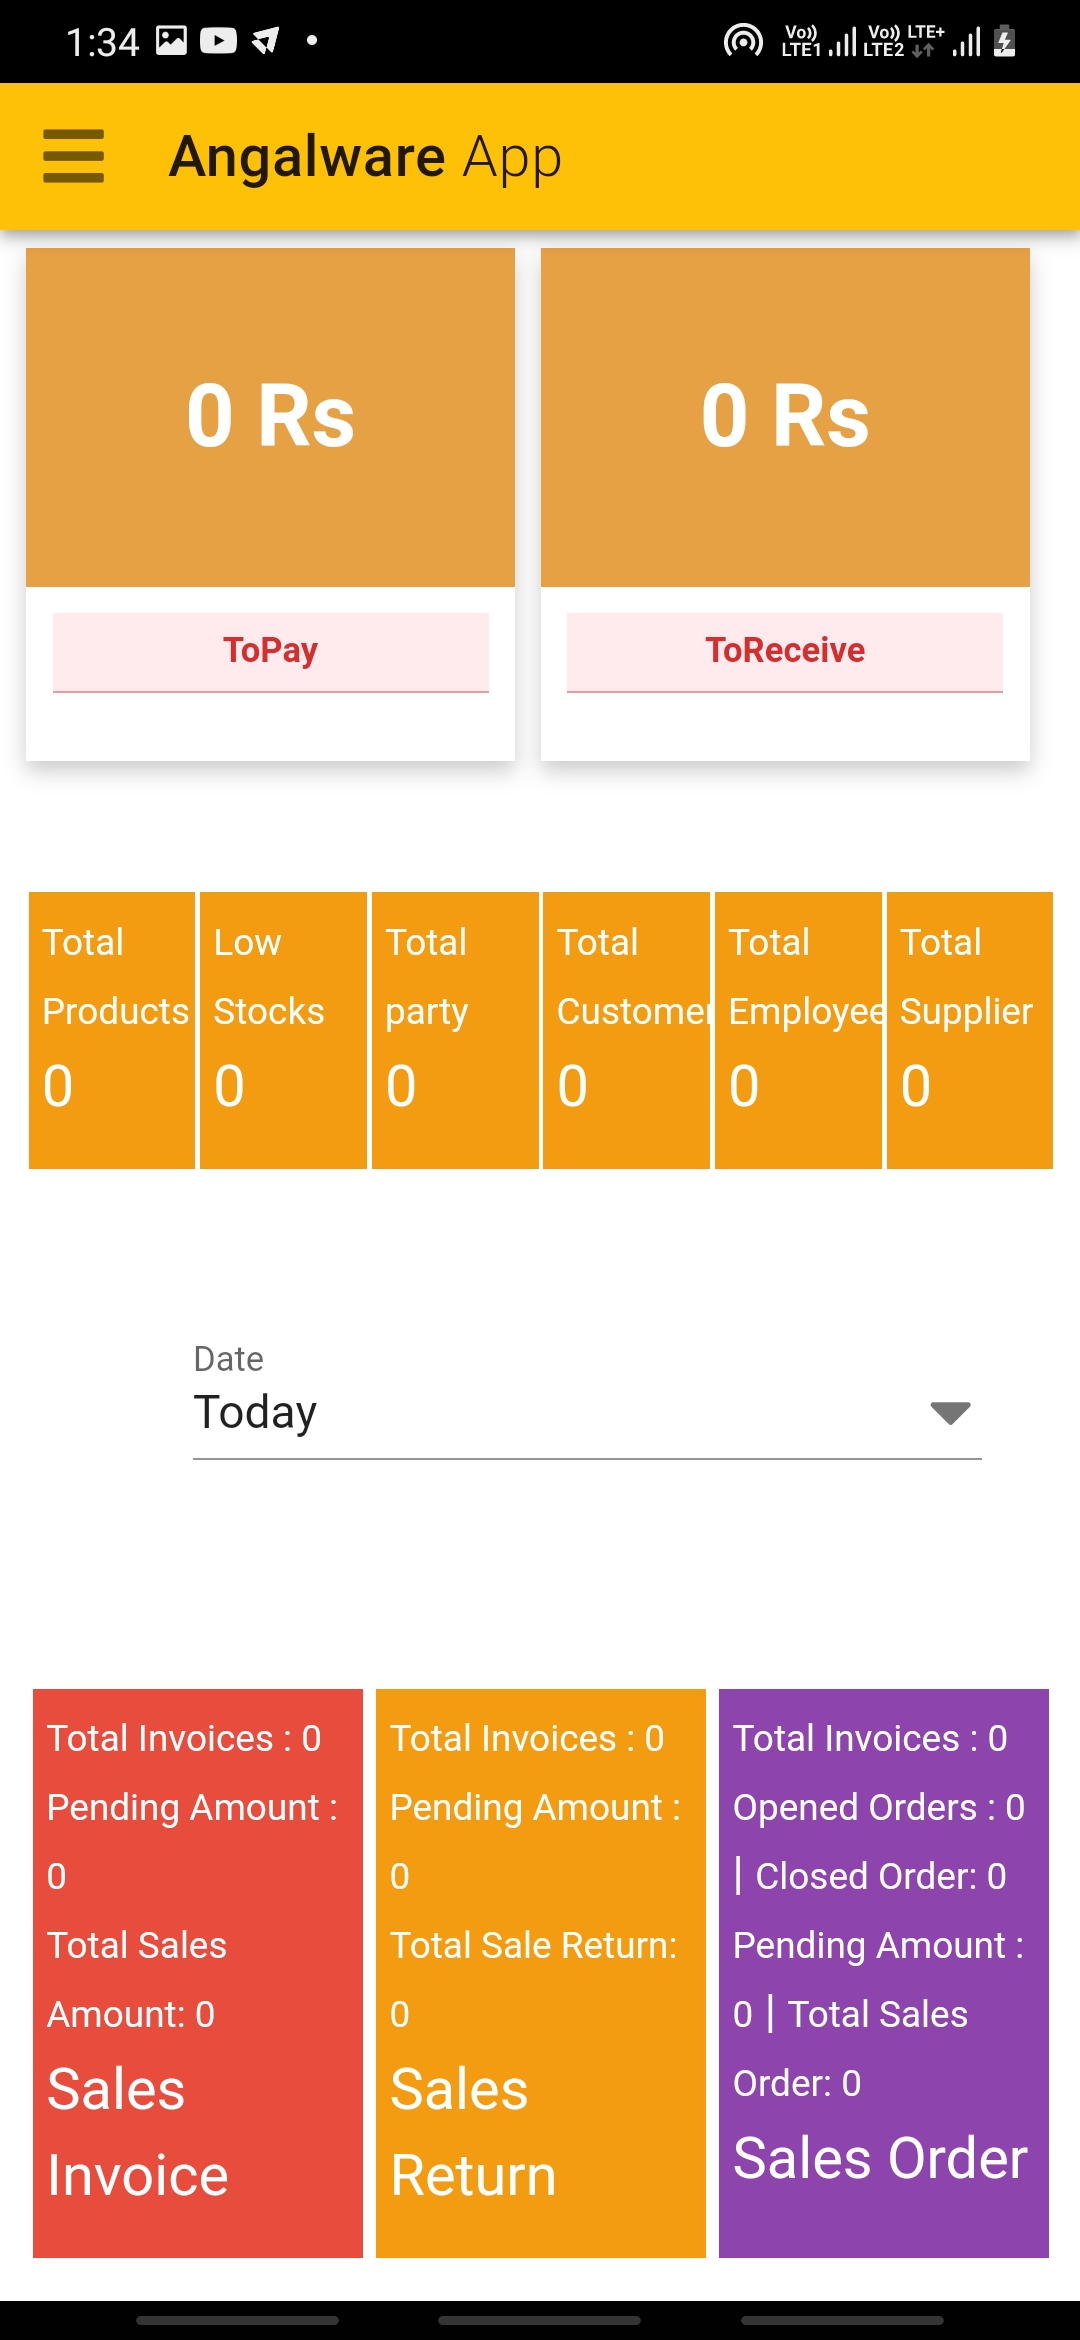 1:34
Vo)) LTE1 Vo)) LTE2 LTE+
Angalware App
0 Rs
0 Rs
ToPay
ToReceive
Total
Products
0
Low
Stocks
0
Total
party
0
Total
Customer
0
Total
Employee
0
Total
Supplier
0
Date
Today
Total Invoices : 0
Pending Amount :
0
Total Sales
Amount: 0
Sales
Invoice
Total Invoices : 0
Pending Amount :
0
Total Sale Return:
0
Sales
Return
Total Invoices : 0
Opened Orders : 0
| Closed Order: 0
Pending Amount :
0 | Total Sales
Order: 0
Sales Order